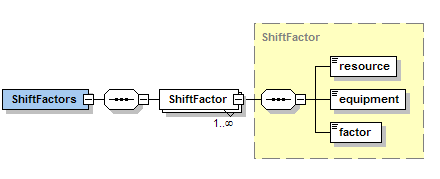 ShiftFactor
resource
ShiftFactors
ShiftFactor
equipment
1..∞
factor